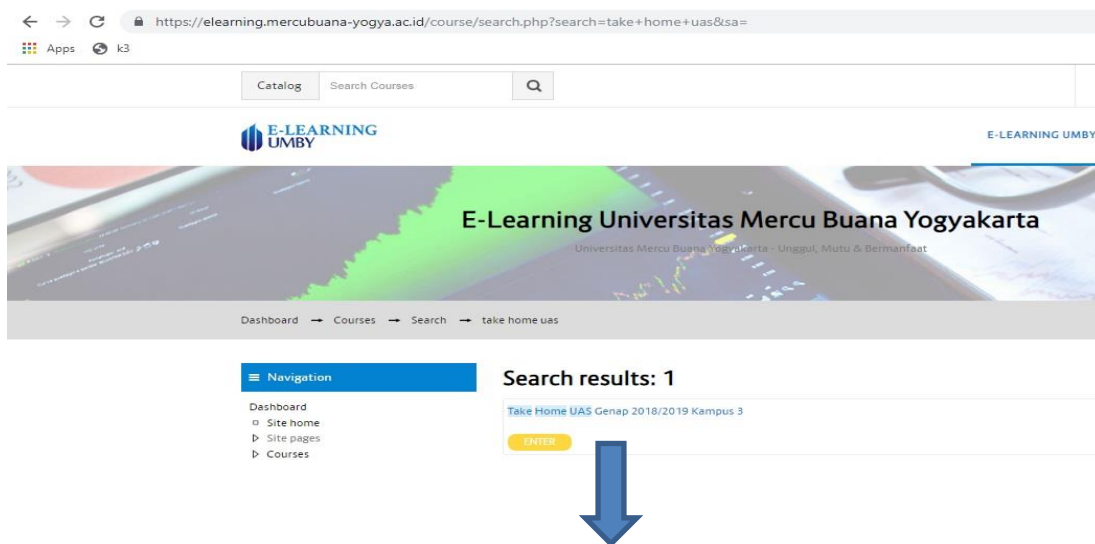 https://elearning.mercubuana-yogya.ac.id/course/search.php?search=take+home+uas&sa=
Apps k3
Catalog Search Courses
E-LEARNING
UMBY
E-LEARNING UMBY
E-Learning Universitas Mercu Buana Yogyakarta
Universitas Mercu Buana Yogyakarta - Unggul, Mutu & Bermanfaat
Dashboard → Courses → Search → take home uas
Navigation
Dashboard
Site home
Site pages
Courses
Search results: 1
Take Home UAS Genap 2018/2019 Kampus 3
ENTER